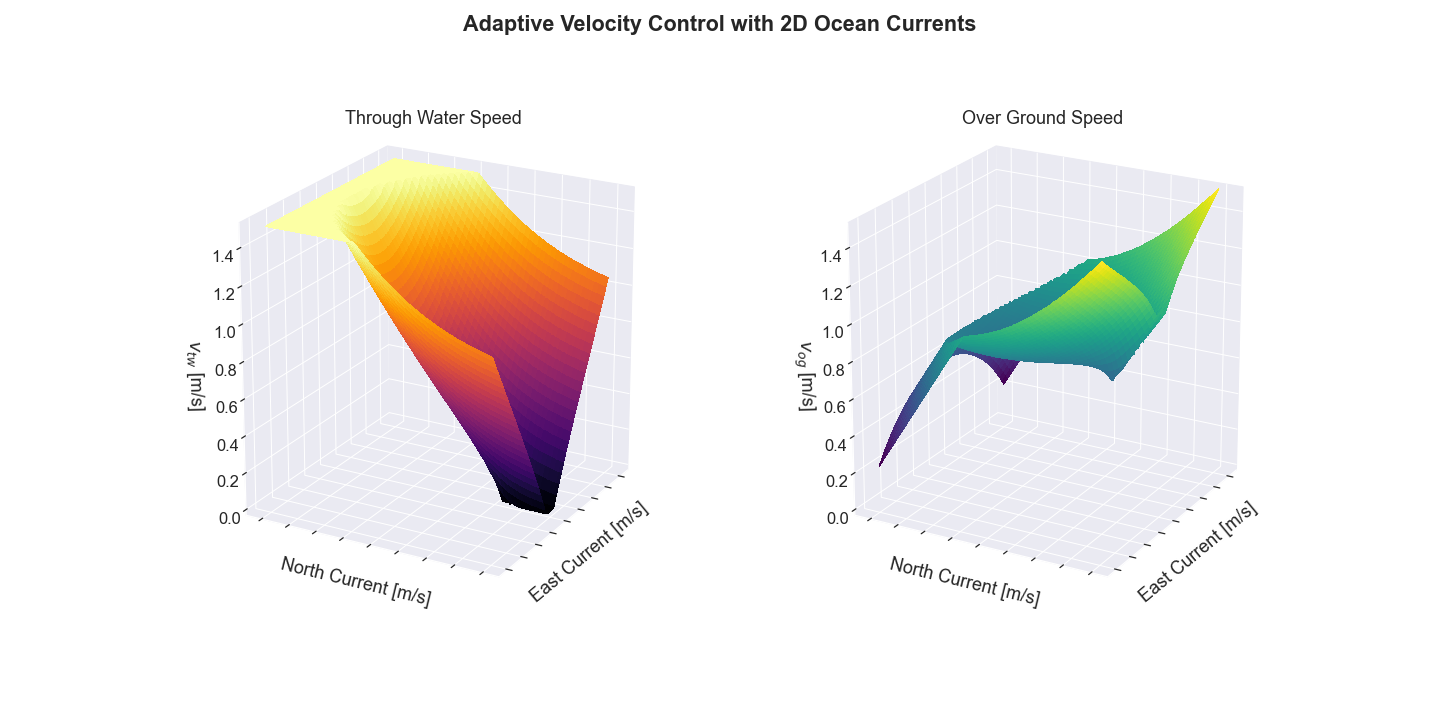 Adaptive Velocity Control with 2D Ocean Currents
Through Water Speed
1.4
1.2
1.0
0.8
0.6
0.4
0.2
0.0
v_tw [m/s]
North Current [m/s]
East Current [m/s]
Over Ground Speed
1.4
1.2
1.0
0.8
0.6
0.4
0.2
0.0
v_og [m/s]
North Current [m/s]
East Current [m/s]